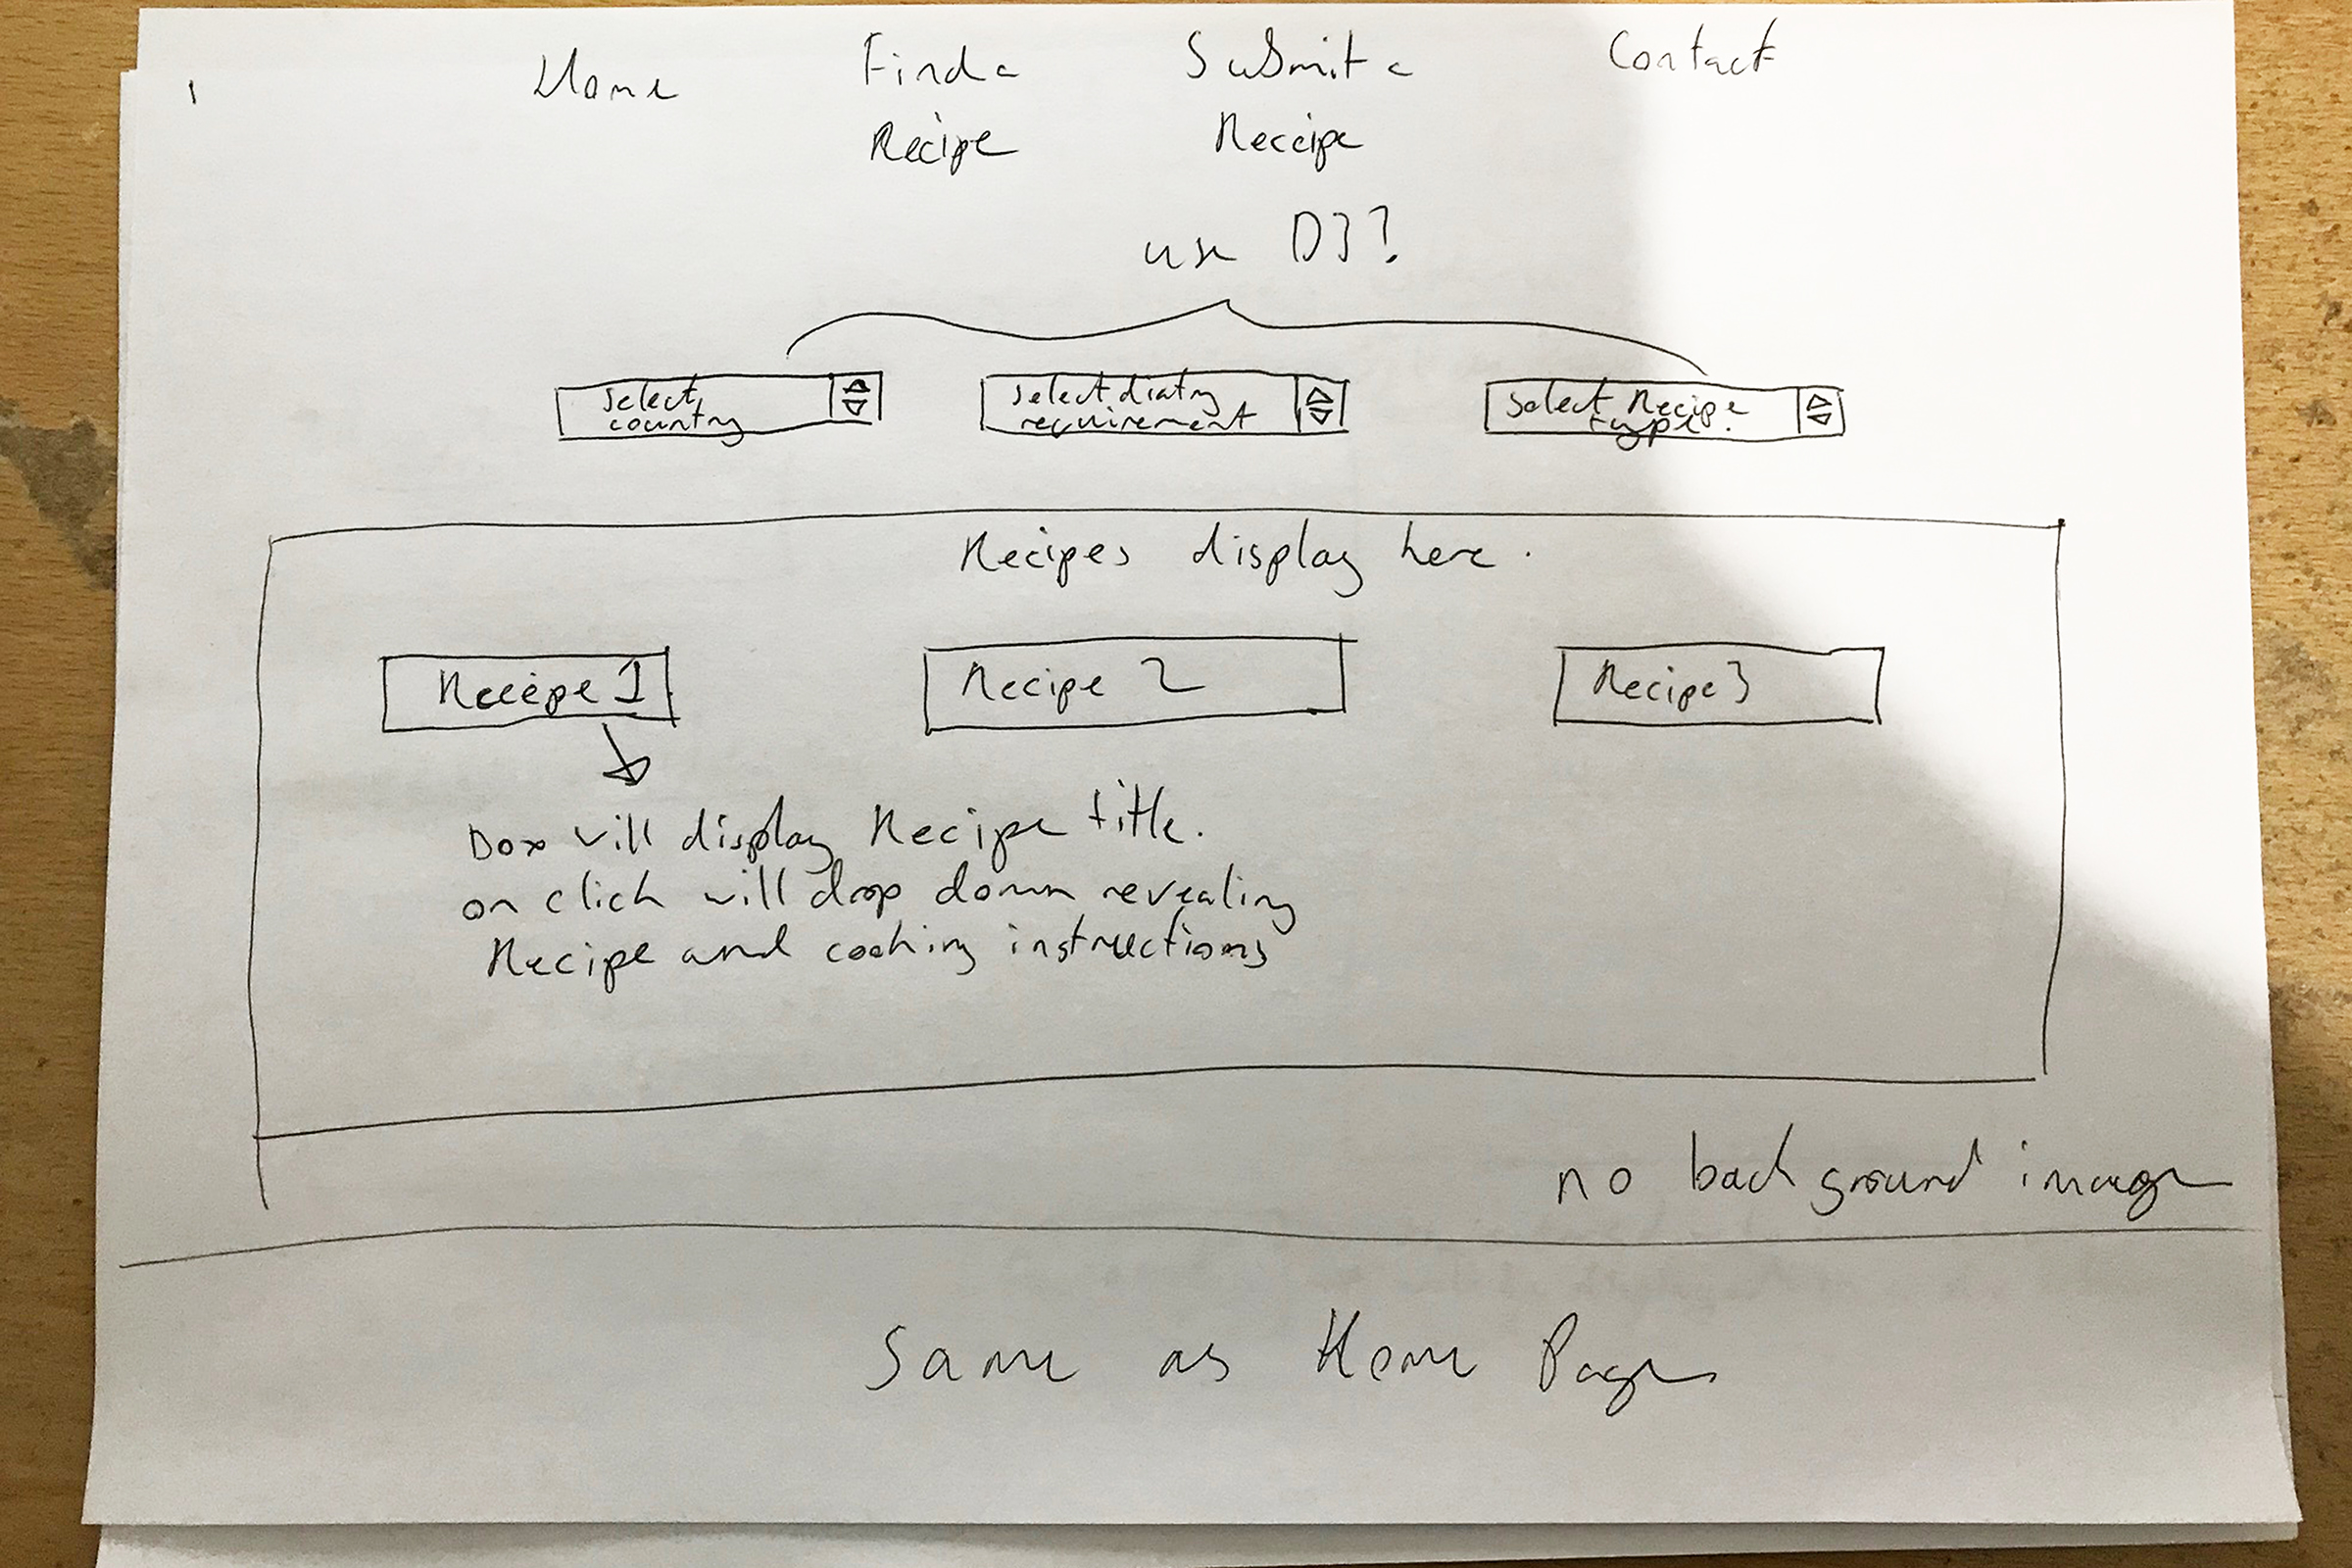 Home
Find a
Recipe
Submit a
Recipe
Contact
use D3?
Select
country
Select diatry
requirement
Select Recipe
type.
Recipes display here.
Recipe 1
Recipe 2
Recipe 3
Box will display Recipe title.
on click will drop down revealing
Recipe and cooking instructions
no background image
Same as Home Page